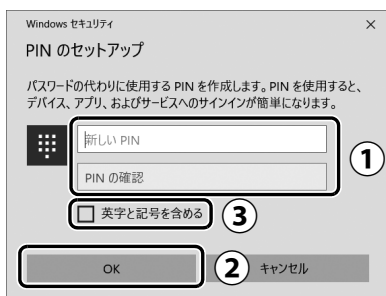 Windows セキュリティ
PIN のセットアップ
パスワードの代わりに使用する PIN を作成します。PIN を使用すると、
デバイス、アプリ、およびサービスへのサインインが簡単になります。
新しい PIN
①
PIN の確認
英字と記号を含める
③
OK
②
キャンセル